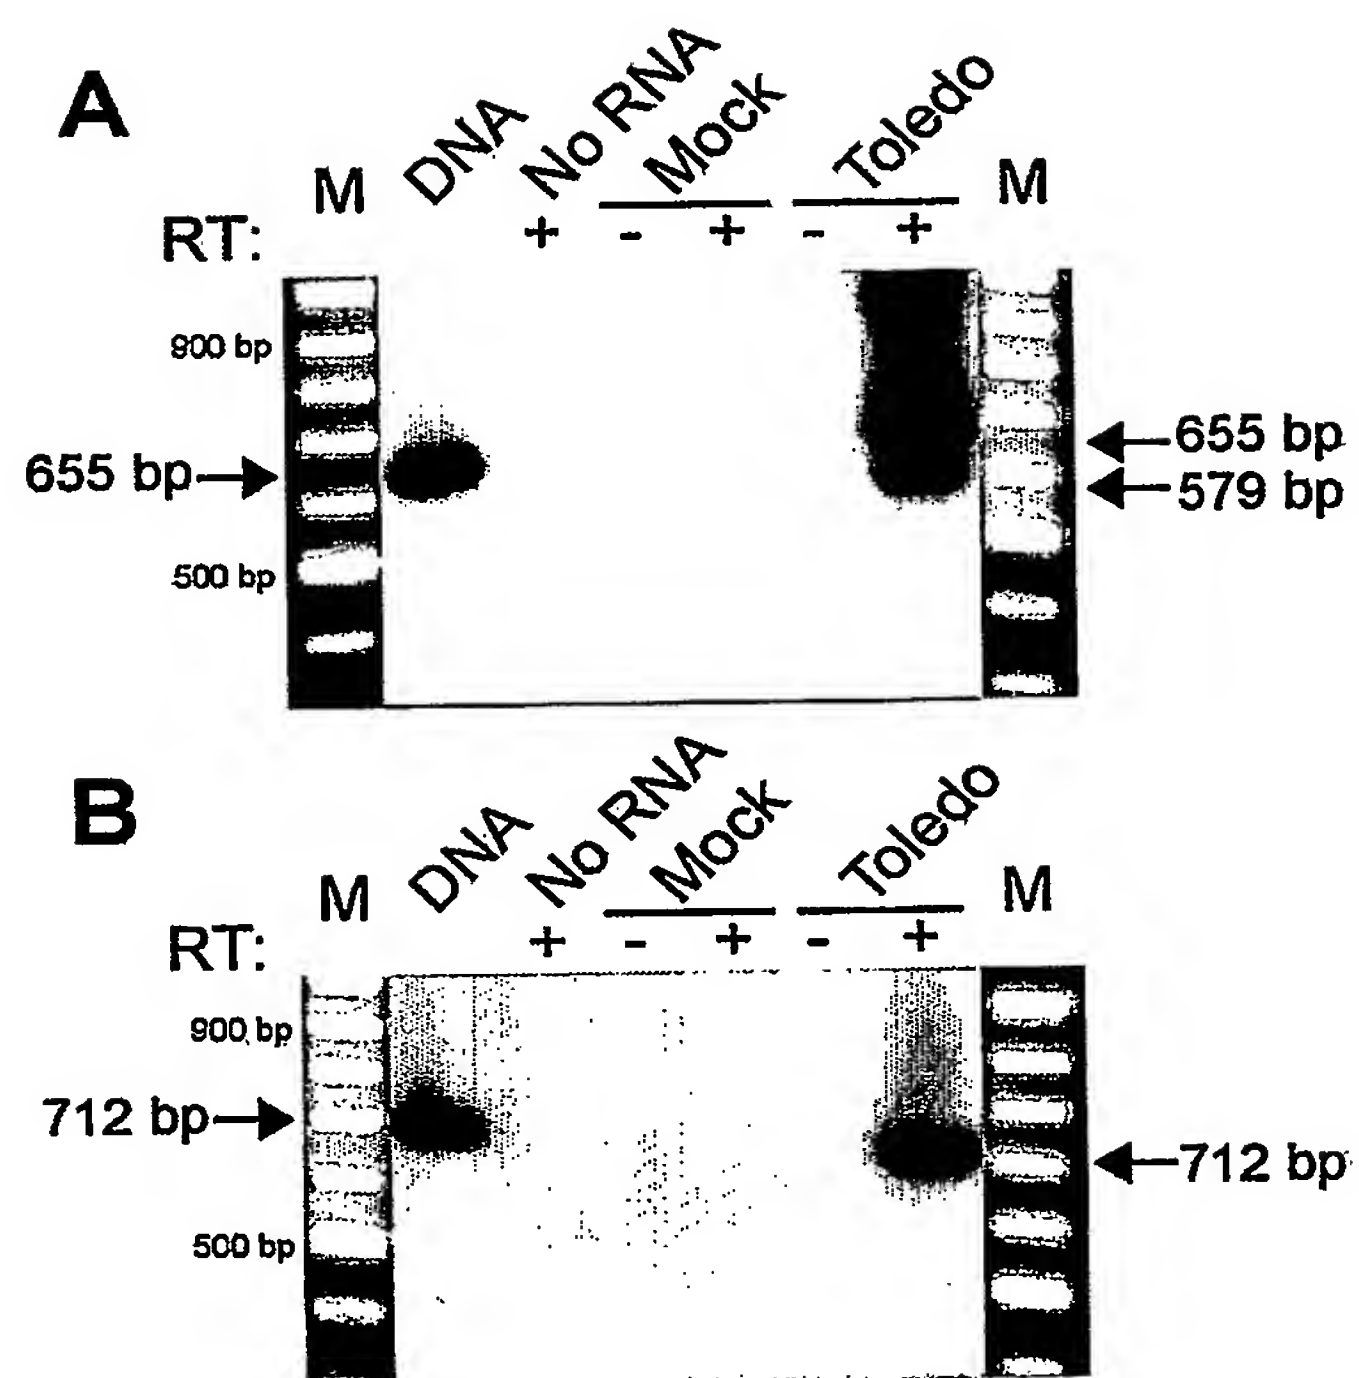 A
M DNA No RNA Mock Toledo M
RT: + - + - +
900 bp
655 bp
655 bp
579 bp
500 bp
B
M DNA No RNA Mock Toledo M
RT: + - + - +
900 bp
712 bp
712 bp
500 bp